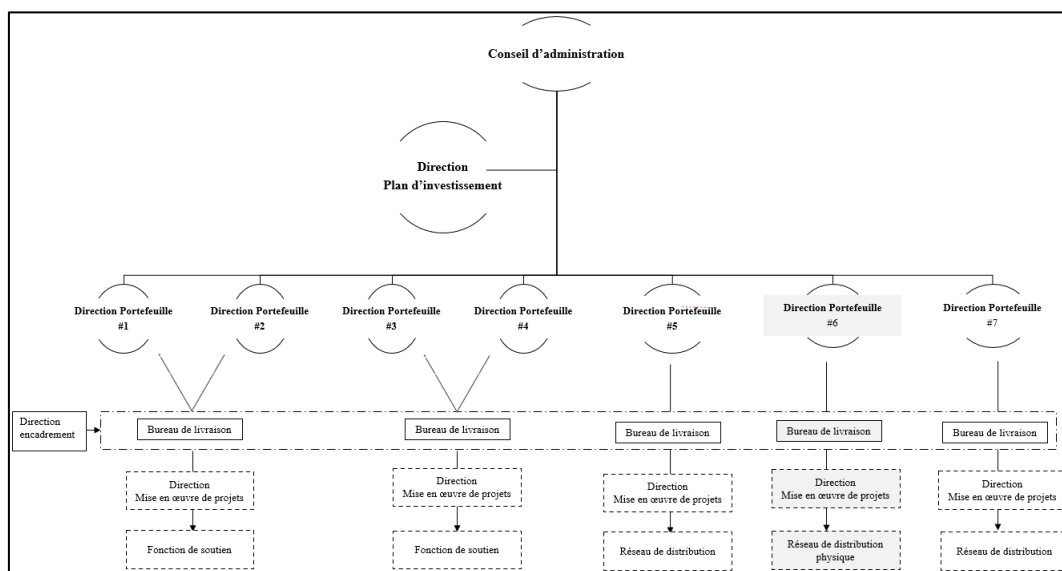 Conseil d’administration
Direction
Plan d’investissement
Direction Portefeuille
#1
Direction Portefeuille
#2
Direction Portefeuille
#3
Direction Portefeuille
#4
Direction Portefeuille
#5
Direction Portefeuille
#6
Direction Portefeuille
#7
Direction
encadrement
Bureau de livraison
Bureau de livraison
Bureau de livraison
Bureau de livraison
Bureau de livraison
Direction
Mise en œuvre de projets
Direction
Mise en œuvre de projets
Direction
Mise en œuvre de projets
Direction
Mise en œuvre de projets
Direction
Mise en œuvre de projets
Fonction de soutien
Fonction de soutien
Réseau de distribution
Réseau de distribution
physique
Réseau de distribution